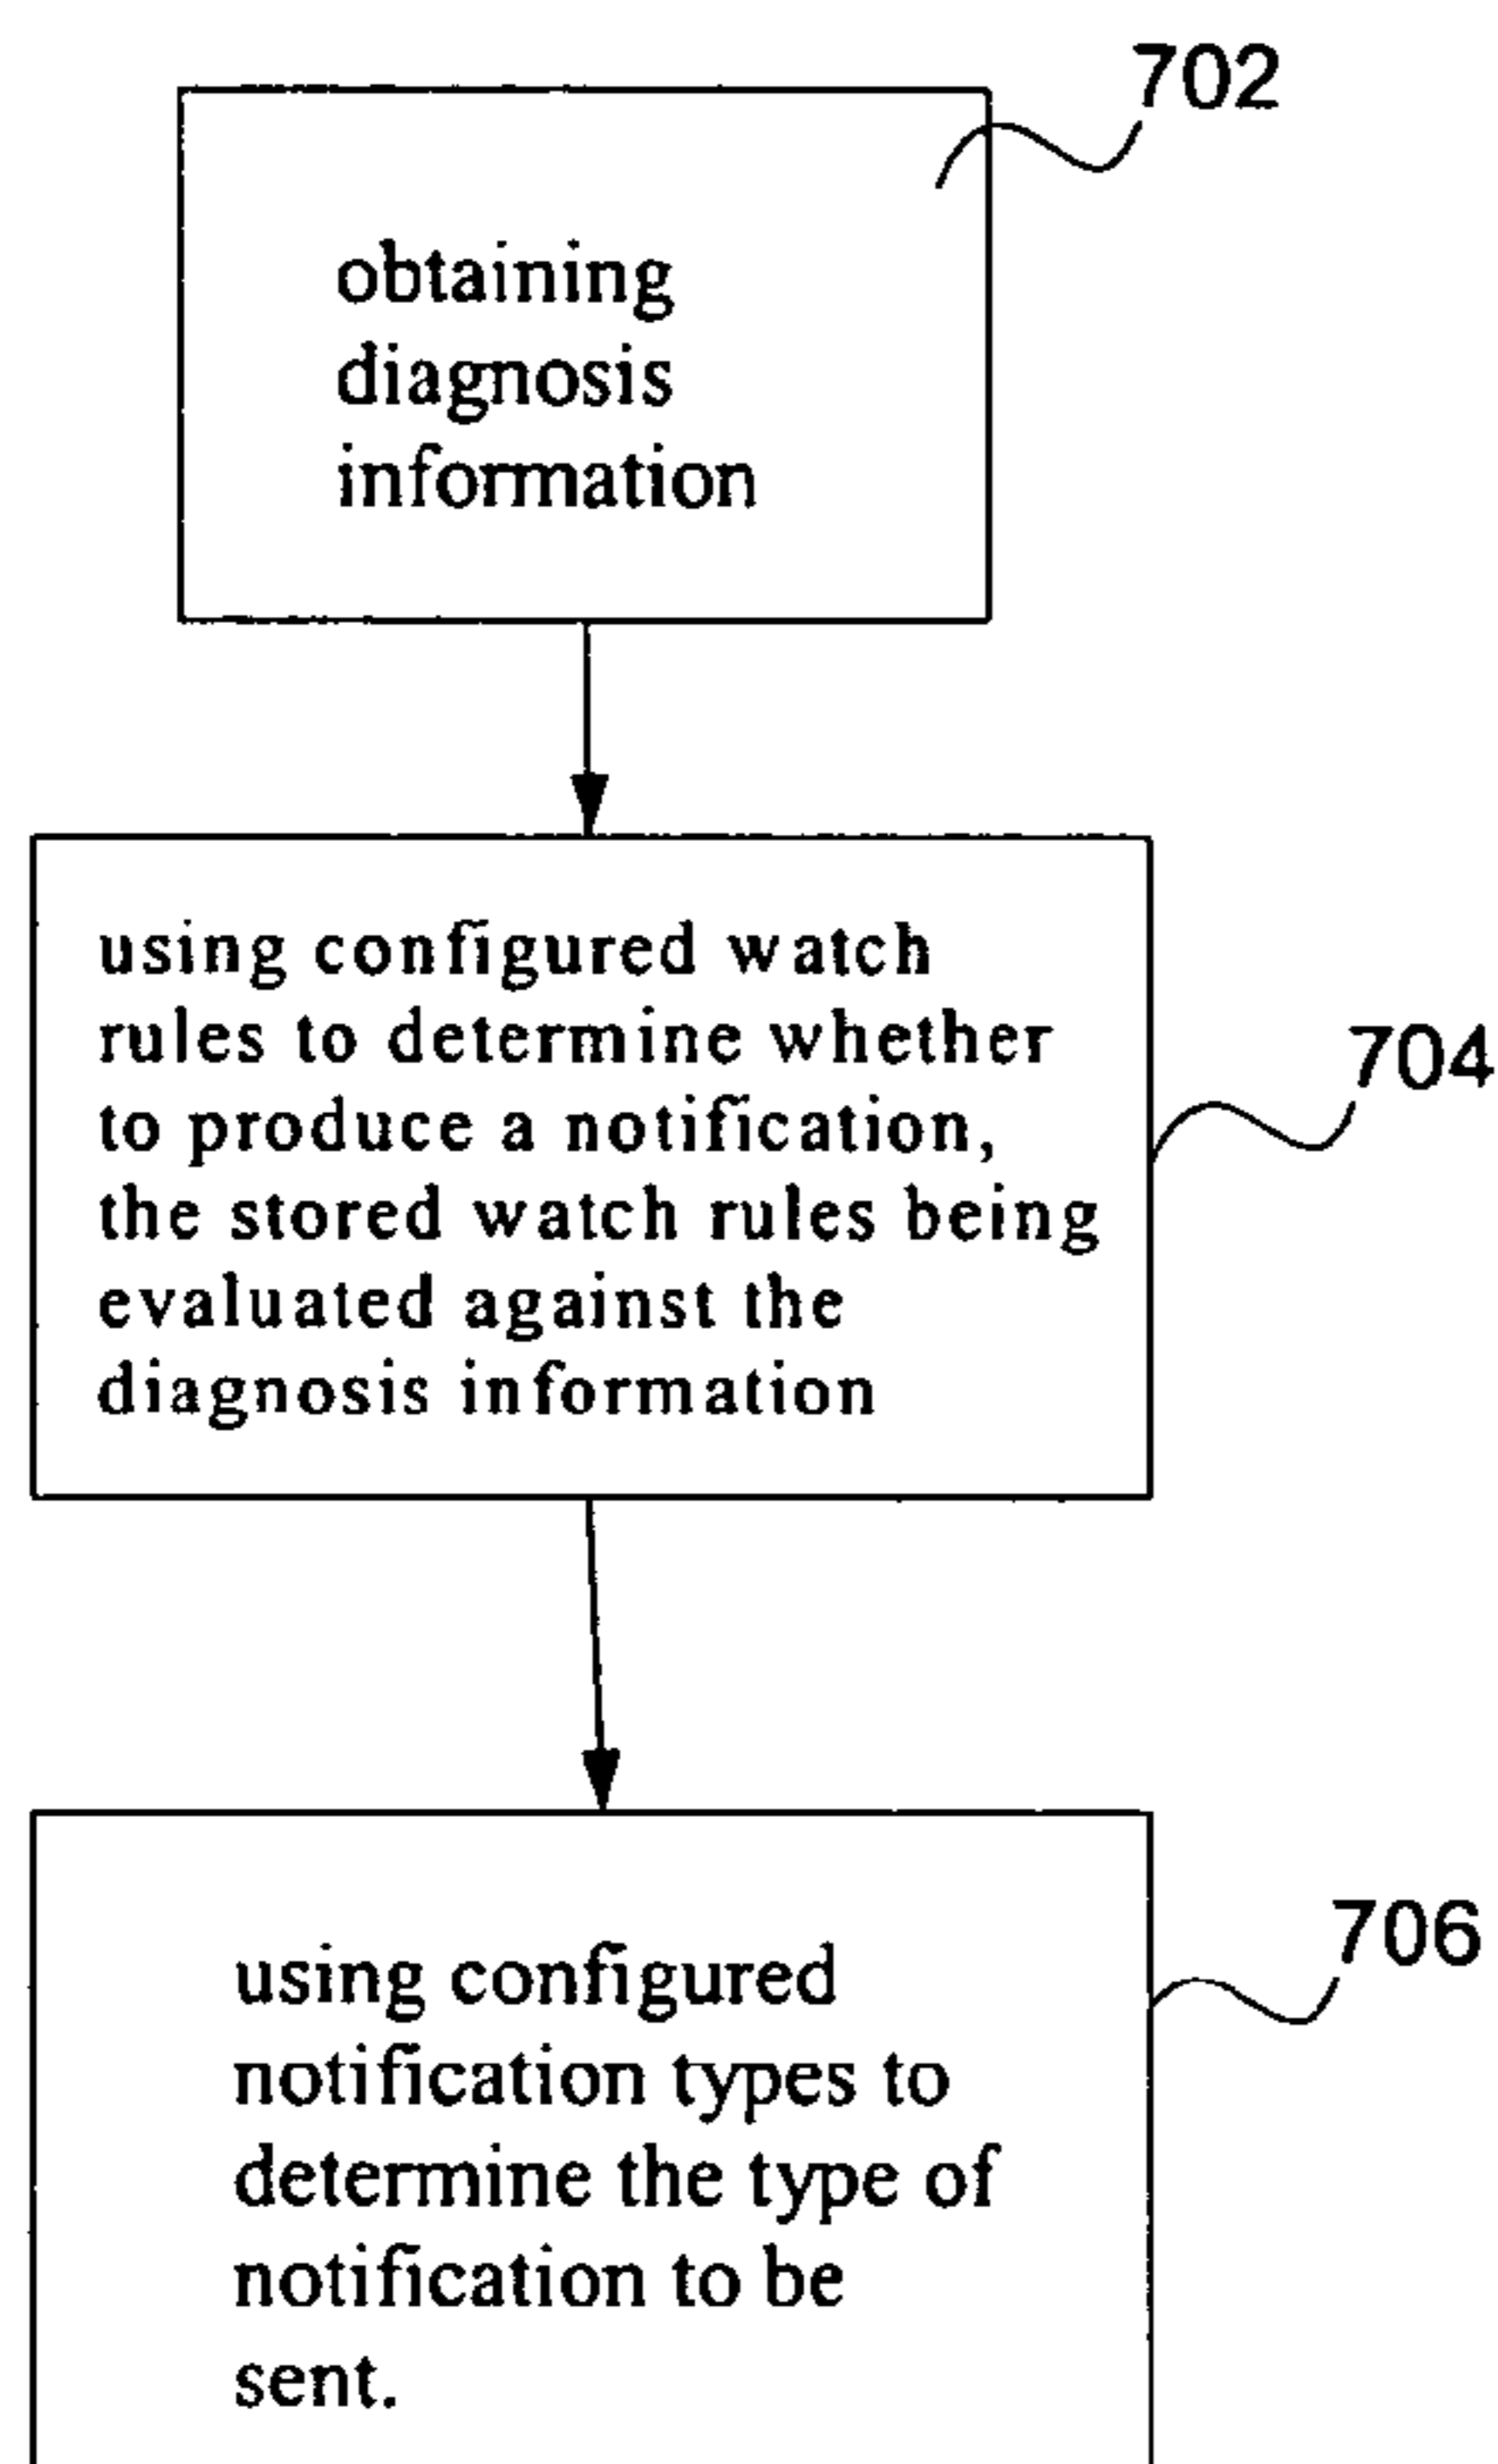 702
obtaining
diagnosis
information
using configured watch
rules to determine whether
to produce a notification,
the stored watch rules being
evaluated against the
diagnosis information
704
using configured
notification types to
determine the type of
notification to be
sent.
706